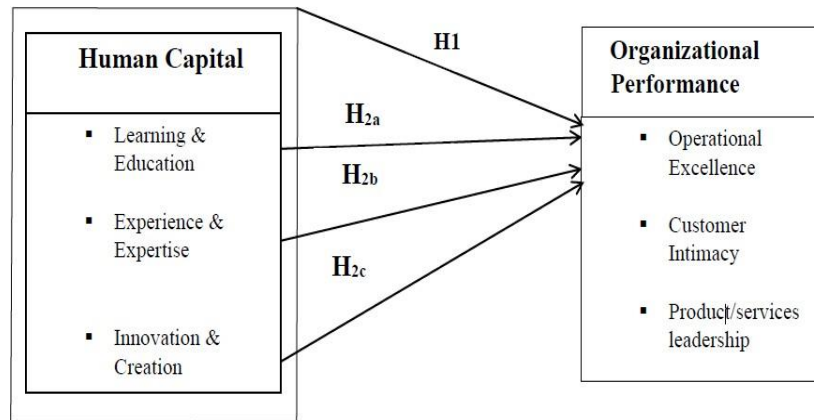 Human Capital
▪ Learning &
Education
▪ Experience &
Expertise
▪ Innovation &
Creation
H1
H2a
H2b
H2c
Organizational
Performance
▪ Operational
Excellence
▪ Customer
Intimacy
▪ Product/services
leadership